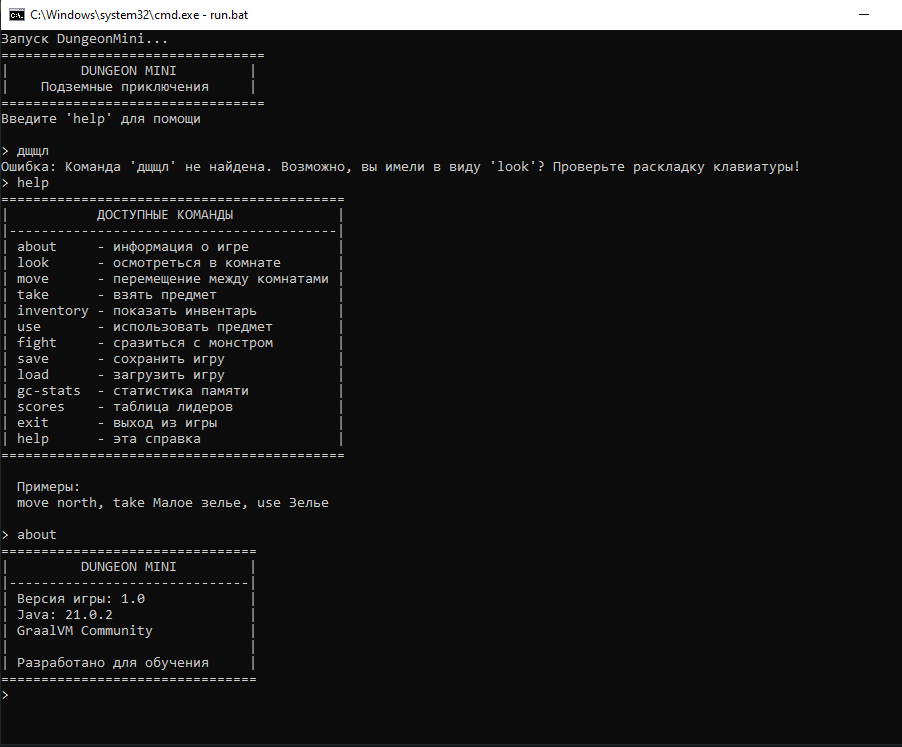 C:\Windows\system32\cmd.exe - run.bat
Запуск DungeonMini...
=================================
|         DUNGEON MINI         |
|    Подземные приключения     |
=================================
Введите 'help' для помощи
> дщщл
Ошибка: Команда 'дщщл' не найдена. Возможно, вы имели в виду 'look'? Проверьте раскладку клавиатуры!
> help
===========================================
|           ДОСТУПНЫЕ КОМАНДЫ             |
|-----------------------------------------|
| about     - информация о игре           |
| look      - осмотреться в комнате       |
| move      - перемещение между комнатами |
| take      - взять предмет               |
| inventory - показать инвентарь          |
| use       - использовать предмет        |
| fight     - сразиться с монстром        |
| save      - сохранить игру              |
| load      - загрузить игру              |
| gc-stats  - статистика памяти           |
| scores    - таблица лидеров             |
| exit      - выход из игры               |
| help      - эта справка                 |
===========================================
Примеры:
move north, take Малое зелье, use Зелье
> about
================================
|         DUNGEON MINI         |
|------------------------------|
| Версия игры: 1.0             |
| Java: 21.0.2                 |
| GraalVM Community            |
|                              |
| Разработано для обучения     |
================================
>